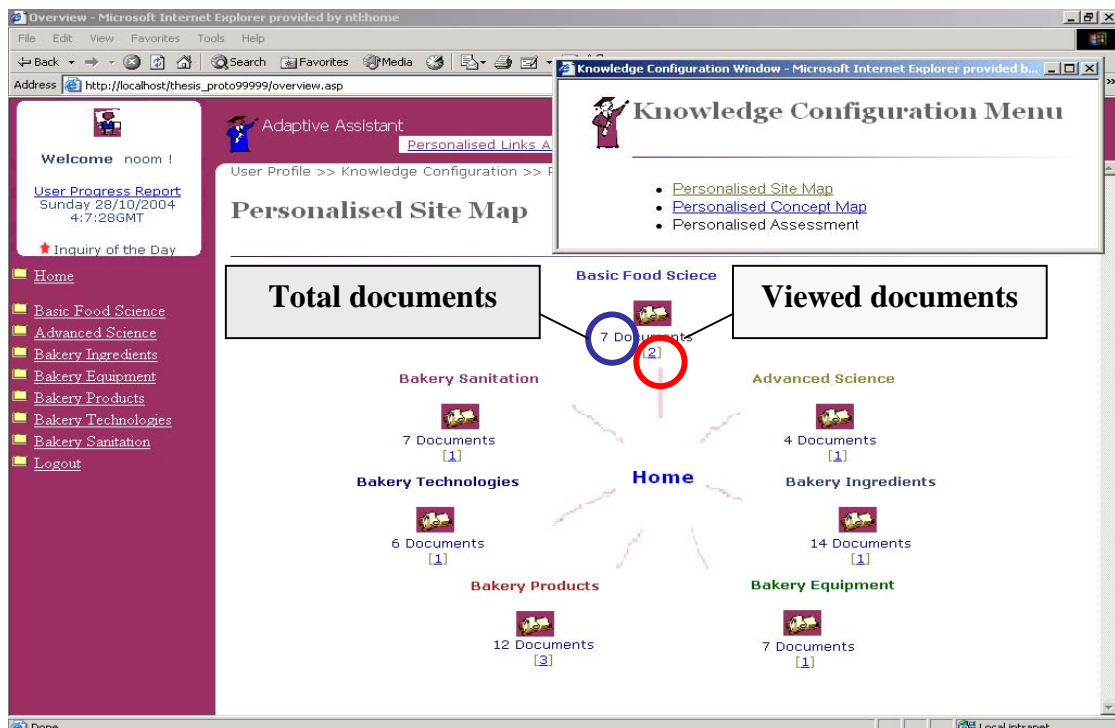 Overview - Microsoft Internet Explorer provided by ntl:home
File Edit View Favorites Tools Help
Back Search Favorites Media
Address http://localhost/thesis_proto99999/overview.asp
Knowledge Configuration Window - Microsoft Internet Explorer provided b...
Knowledge Configuration Menu
Personalised Site Map
Personalised Concept Map
Personalised Assessment
Welcome noom !
User Progress Report
Sunday 28/10/2004
4:7:28GMT
Inquiry of the Day
Home
Basic Food Science
Advanced Science
Bakery Ingredients
Bakery Equipment
Bakery Products
Bakery Technologies
Bakery Sanitation
Logout
Adaptive Assistant
Personalised Links A
User Profile >> Knowledge Configuration >>
Personalised Site Map
Total documents
Viewed documents
Basic Food Sciece
7 Documents
[2]
Bakery Sanitation
7 Documents
[1]
Advanced Science
4 Documents
[1]
Bakery Technologies
6 Documents
[1]
Home
Bakery Ingredients
14 Documents
[1]
Bakery Products
12 Documents
[3]
Bakery Equipment
7 Documents
[1]
Done
Local intranet